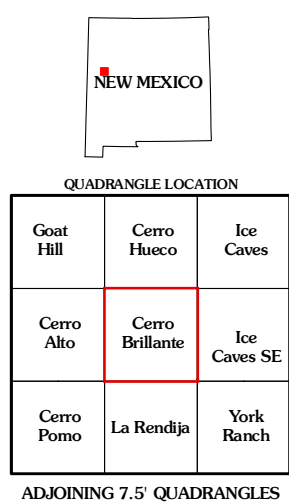 NEW MEXICO
QUADRANGLE LOCATION
Goat
Hill
Cerro
Hueco
Ice
Caves
Cerro
Alto
Cerro
Brillante
Ice
Caves SE
Cerro
Pomo
La Rendija
York
Ranch
ADJOINING 7.5' QUADRANGLES